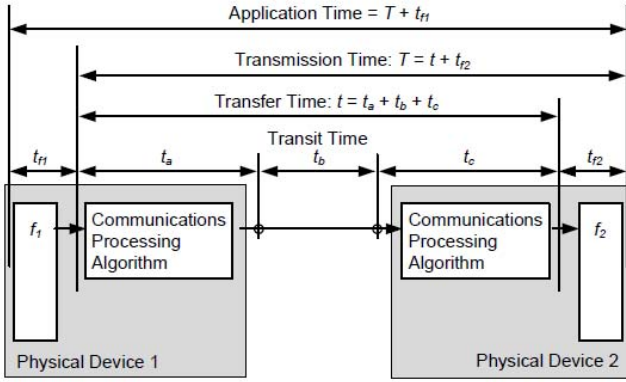 Application Time = T + tf1
Transmission Time: T = t + tf2
Transfer Time: t = ta + tb + tc
Transit Time
tf1 ta tb tc tf2
f1
Communications
Processing
Algorithm
Communications
Processing
Algorithm
f2
Physical Device 1
Physical Device 2